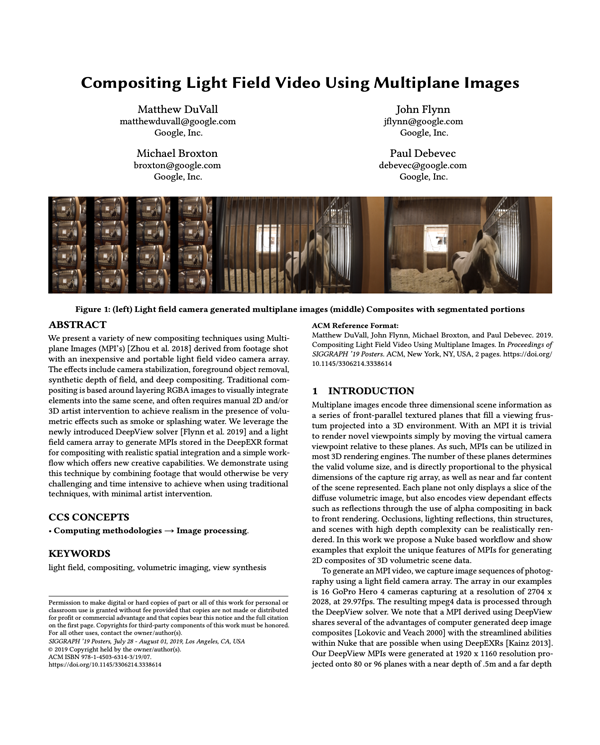 Compositing Light Field Video Using Multiplane Images
Matthew DuVall
matthewduvall@google.com
Google, Inc.
John Flynn
jflynn@google.com
Google, Inc.
Michael Broxton
broxton@google.com
Google, Inc.
Paul Debevec
debevec@google.com
Google, Inc.
Figure 1: (left) Light field camera generated multiplane images (middle) Composites with segmentated portions
ABSTRACT
We present a variety of new compositing techniques using Multi-
plane Images (MPI's) [Zhou et al. 2018] derived from footage shot
with an inexpensive and portable light field video camera array.
The effects include camera stabilization, foreground object removal,
synthetic depth of field, and deep compositing. Traditional com-
positing is based around layering RGBA images to visually integrate
elements into the same scene, and often requires manual 2D and/or
3D artist intervention to achieve realism in the presence of volu-
metric effects such as smoke or splashing water. We leverage the
newly introduced DeepView solver [Flynn et al. 2019] and a light
field camera array to generate MPIs stored in the DeepEXR format
for compositing with realistic spatial integration and a simple work-
flow which offers new creative capabilities. We demonstrate using
this technique by combining footage that would otherwise be very
challenging and time intensive to achieve when using traditional
techniques, with minimal artist intervention.
CCS CONCEPTS
• Computing methodologies → Image processing.
KEYWORDS
light field, compositing, volumetric imaging, view synthesis
Permission to make digital or hard copies of part or all of this work for personal or
classroom use is granted without fee provided that copies are not made or distributed
for profit or commercial advantage and that copies bear this notice and the full citation
on the first page. Copyrights for third-party components of this work must be honored.
For all other uses, contact the owner/author(s).
SIGGRAPH '19 Posters, July 28 - August 01, 2019, Los Angeles, CA, USA
© 2019 Copyright held by the owner/author(s).
ACM ISBN 978-1-4503-6314-3/19/07.
https://doi.org/10.1145/3306214.3338614
ACM Reference Format:
Matthew DuVall, John Flynn, Michael Broxton, and Paul Debevec. 2019.
Compositing Light Field Video Using Multiplane Images. In Proceedings of
SIGGRAPH '19 Posters. ACM, New York, NY, USA, 2 pages. https://doi.org/
10.1145/3306214.3338614
1 INTRODUCTION
Multiplane images encode three dimensional scene information as
a series of front-parallel textured planes that fill a viewing frus-
tum projected into a 3D environment. With an MPI it is trivial
to render novel viewpoints simply by moving the virtual camera
viewpoint relative to these planes. As such, MPIs can be utilized in
most 3D rendering engines. The number of these planes determines
the valid volume size, and is directly proportional to the physical
dimensions of the capture rig array, as well as near and far content
of the scene represented. Each plane not only displays a slice of the
diffuse volumetric image, but also encodes view dependant effects
such as reflections through the use of alpha compositing in back
to front rendering. Occlusions, lighting reflections, thin structures,
and scenes with high depth complexity can be realistically ren-
dered. In this work we propose a Nuke based workflow and show
examples that exploit the unique features of MPIs for generating
2D composites of 3D volumetric scene data.
To generate an MPI video, we capture image sequences of photog-
raphy using a light field camera array. The array in our examples
is 16 GoPro Hero 4 cameras capturing at a resolution of 2704 x
2028, at 29.97fps. The resulting mpeg4 data is processed through
the DeepView solver. We note that a MPI derived using DeepView
shares several of the advantages of computer generated deep image
composites [Lokovic and Veach 2000] with the streamlined abilities
within Nuke that are possible when using DeepEXRs [Kainz 2013].
Our DeepView MPIs were generated at 1920 x 1160 resolution pro-
jected onto 80 or 96 planes with a near depth of .5m and a far depth